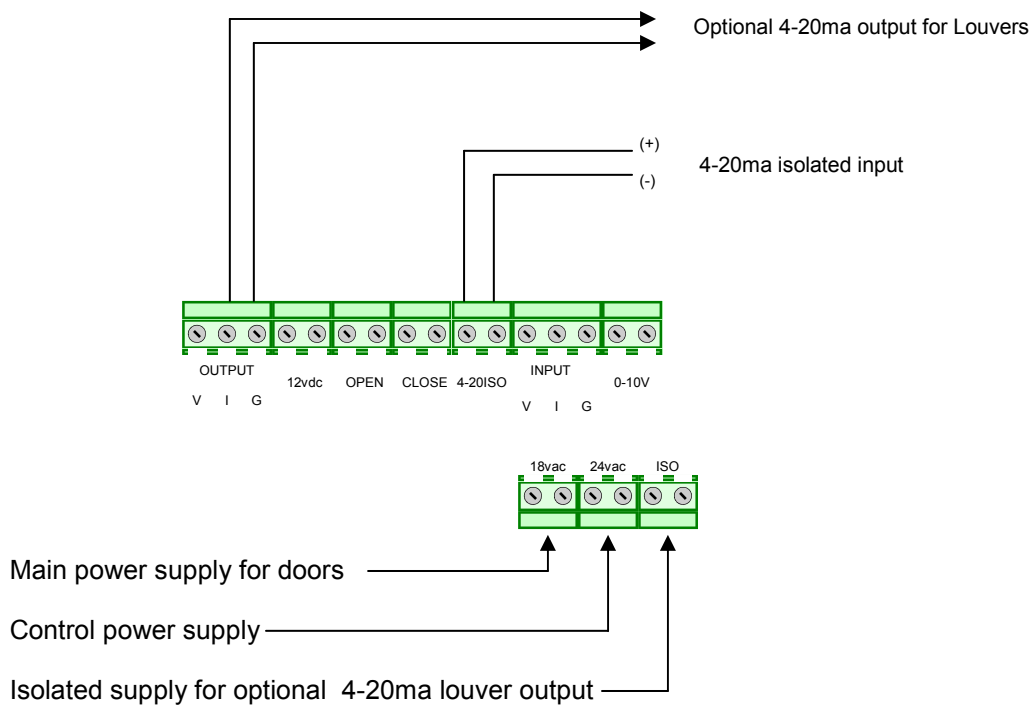 Optional 4-20ma output for Louvers
(+)
4-20ma isolated input
(-)
OUTPUT
12vdc
OPEN
CLOSE
4-20ISO
INPUT
0-10V
V I G
V I G
18vac
24vac
ISO
Main power supply for doors
Control power supply
Isolated supply for optional 4-20ma louver output